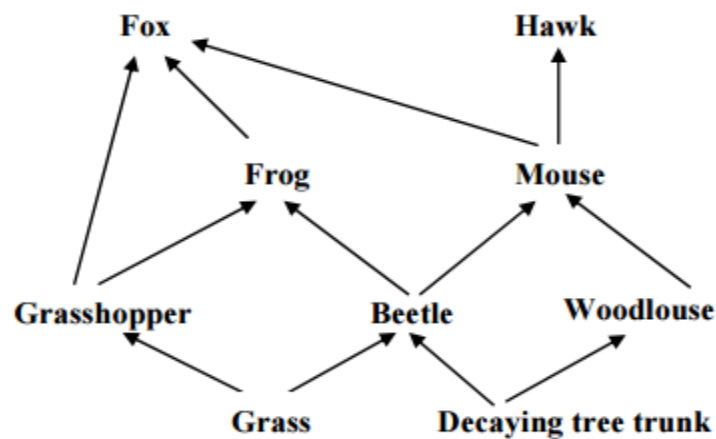 Fox Hawk
Frog Mouse
Grasshopper Beetle Woodlouse
Grass Decaying tree trunk